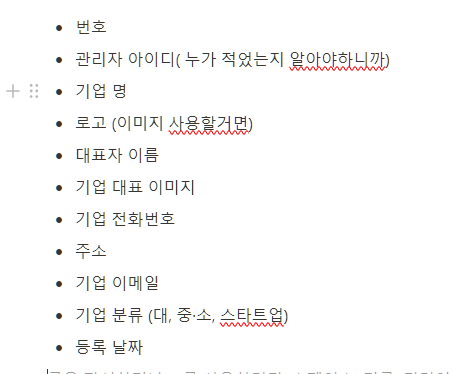 • 번호
• 관리자 아이디( 누가 적었는지 알아야하니까)
• 기업 명
• 로고 (이미지 사용할거면)
• 대표자 이름
• 기업 대표 이미지
• 기업 전화번호
• 주소
• 기업 이메일
• 기업 분류 (대, 중·소, 스타트업)
• 등록 날짜